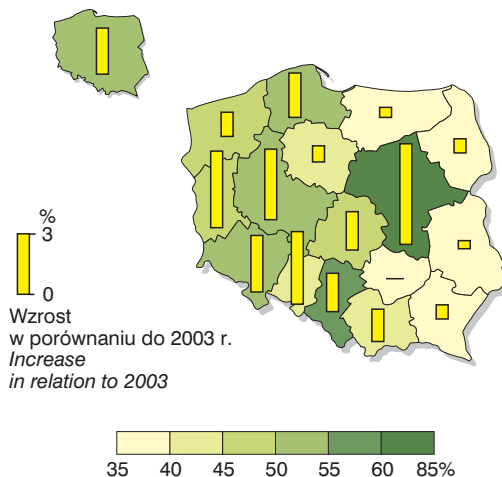 %
3
0
Wzrost
w porównaniu do 2003 r.
Increase
in relation to 2003
35 40 45 50 55 60 85%